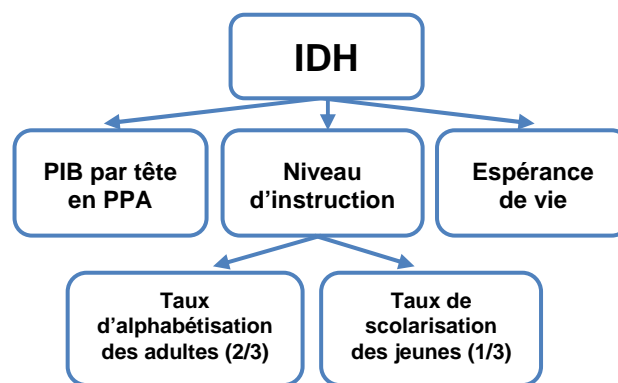 IDH
PIB par tête
en PPA
Niveau
d'instruction
Espérance
de vie
Taux
d'alphabétisation
des adultes (2/3)
Taux de
scolarisation
des jeunes (1/3)